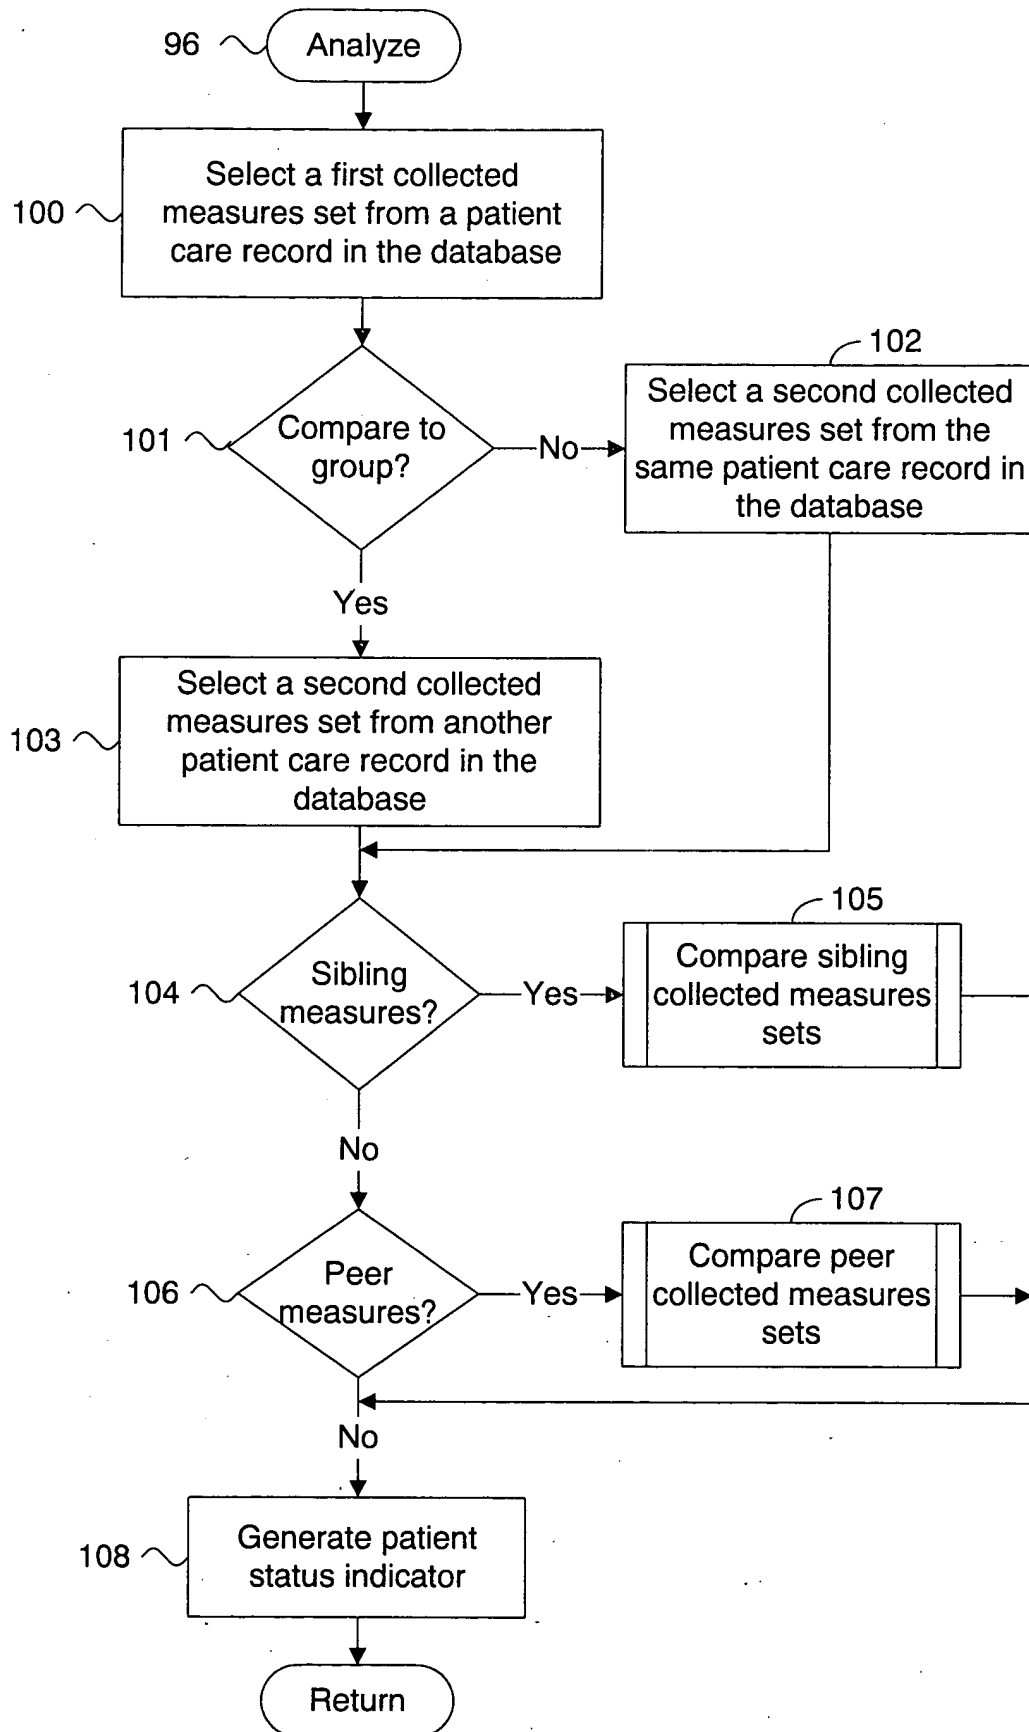 96
Analyze
100
Select a first collected
measures set from a patient
care record in the database
101
Compare to
group?
No
102
Select a second collected
measures set from the
same patient care record in
the database
Yes
103
Select a second collected
measures set from another
patient care record in the
database
104
Sibling
measures?
Yes
105
Compare sibling
collected measures
sets
No
106
Peer
measures?
Yes
107
Compare peer
collected measures
sets
No
108
Generate patient
status indicator
Return